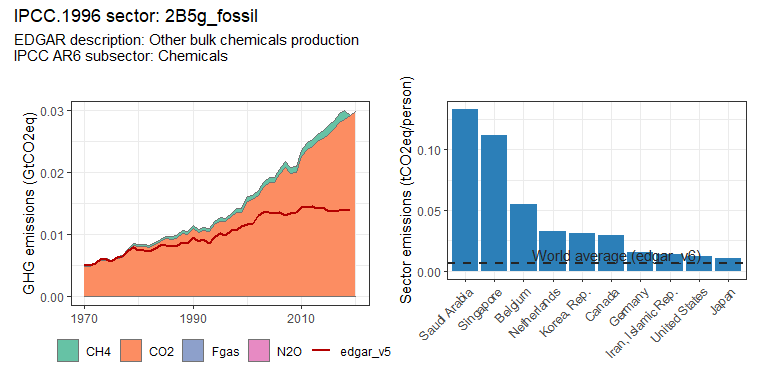 IPCC.1996 sector: 2B5g_fossil
EDGAR description: Other bulk chemicals production
IPCC AR6 subsector: Chemicals
GHG emissions (GtCO2eq)
0.03
0.02
0.01
0.00
1970
1990
2010
CH4
CO2
Fgas
N2O
edgar_v5
Sector emissions (tCO2eq/person)
0.10
0.05
0.00
World average (edgar_v6)
Saudi Arabia
Singapore
Belgium
Netherlands
Korea, Rep.
Canada
Germany
Iran, Islamic Rep.
United States
Japan